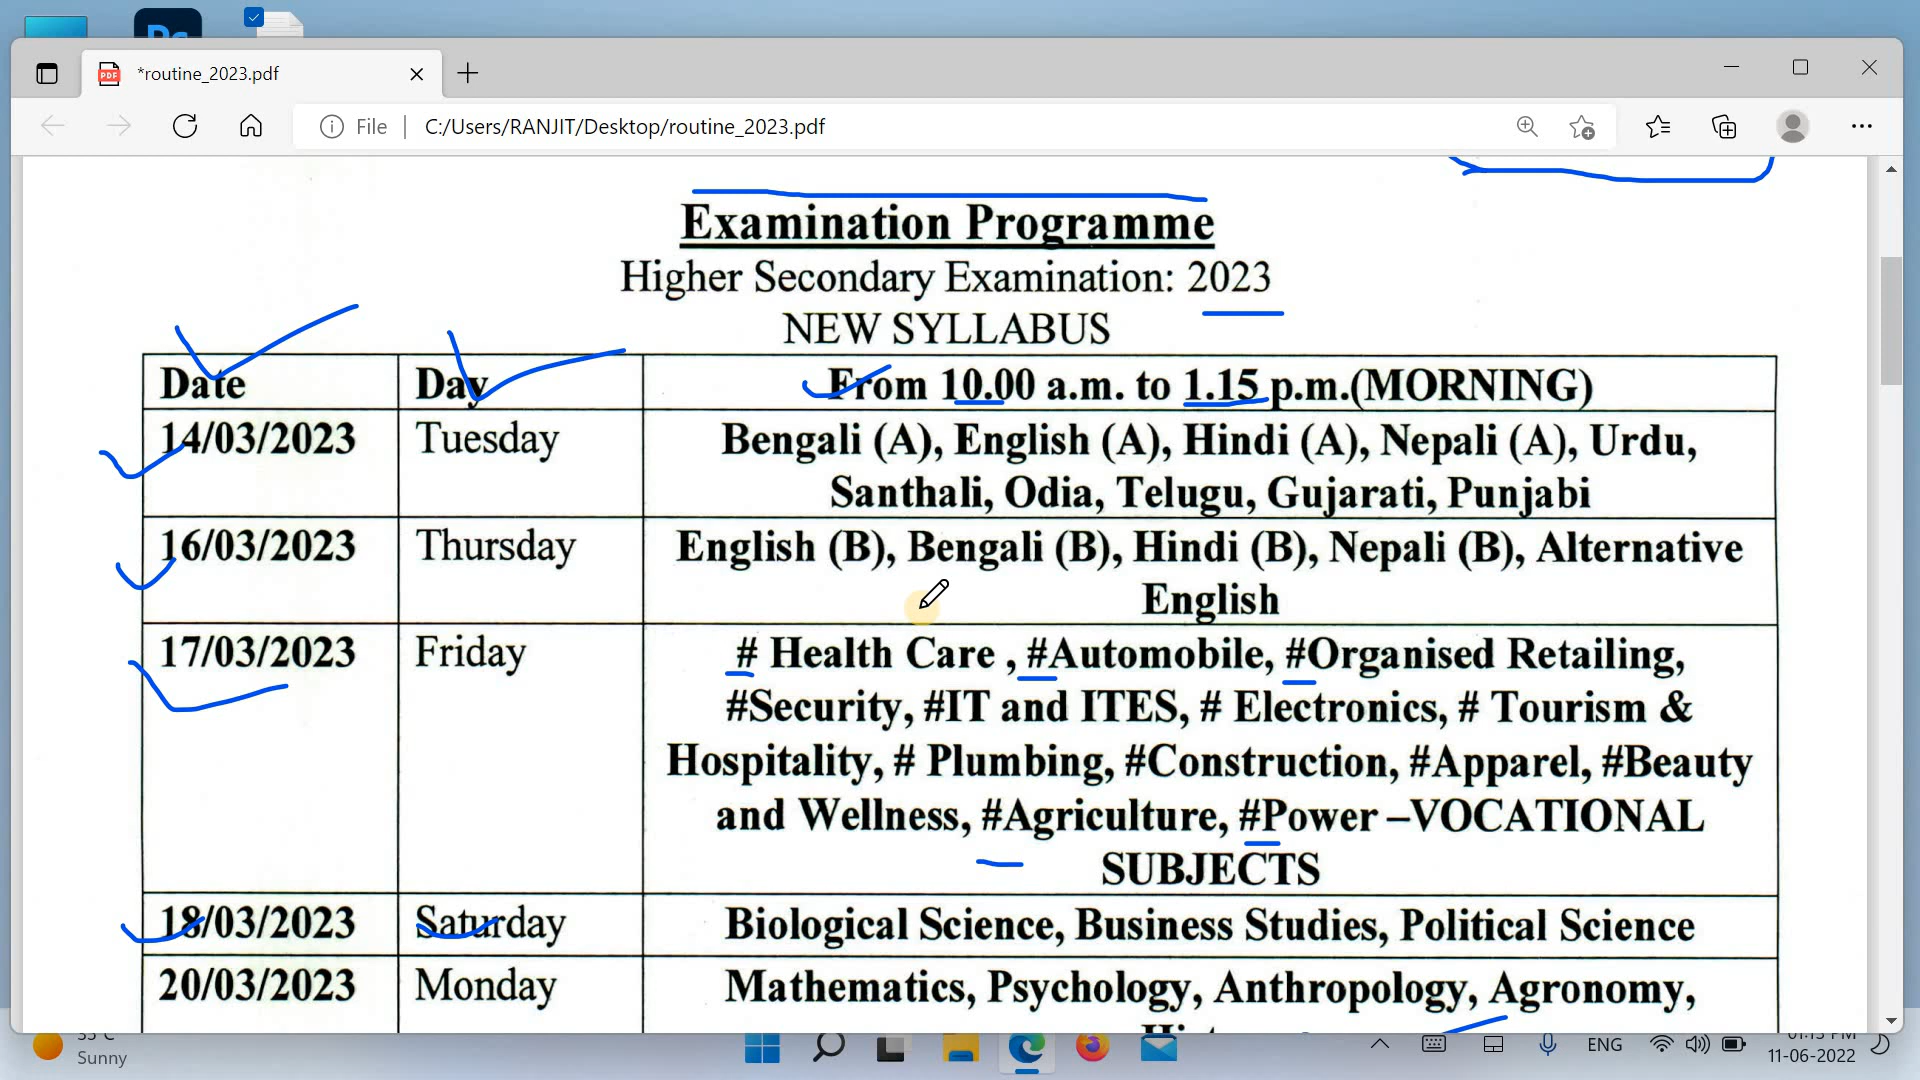 *routine_2023.pdf
File
C:/Users/RANJIT/Desktop/routine_2023.pdf
Examination Programme
Higher Secondary Examination: 2023
NEW SYLLABUS
Date Day From 10.00 a.m. to 1.15 p.m.(MORNING)
14/03/2023 Tuesday Bengali (A), English (A), Hindi (A), Nepali (A), Urdu,
Santhali, Odia, Telugu, Gujarati, Punjabi
16/03/2023 Thursday English (B), Bengali (B), Hindi (B), Nepali (B), Alternative
English
17/03/2023 Friday # Health Care , #Automobile, #Organised Retailing,
#Security, #IT and ITES, # Electronics, # Tourism &
Hospitality, # Plumbing, #Construction, #Apparel, #Beauty
and Wellness, #Agriculture, #Power –VOCATIONAL
SUBJECTS
18/03/2023 Saturday Biological Science, Business Studies, Political Science
20/03/2023 Monday Mathematics, Psychology, Anthropology, Agronomy,
Sunny
ENG
11-06-2022